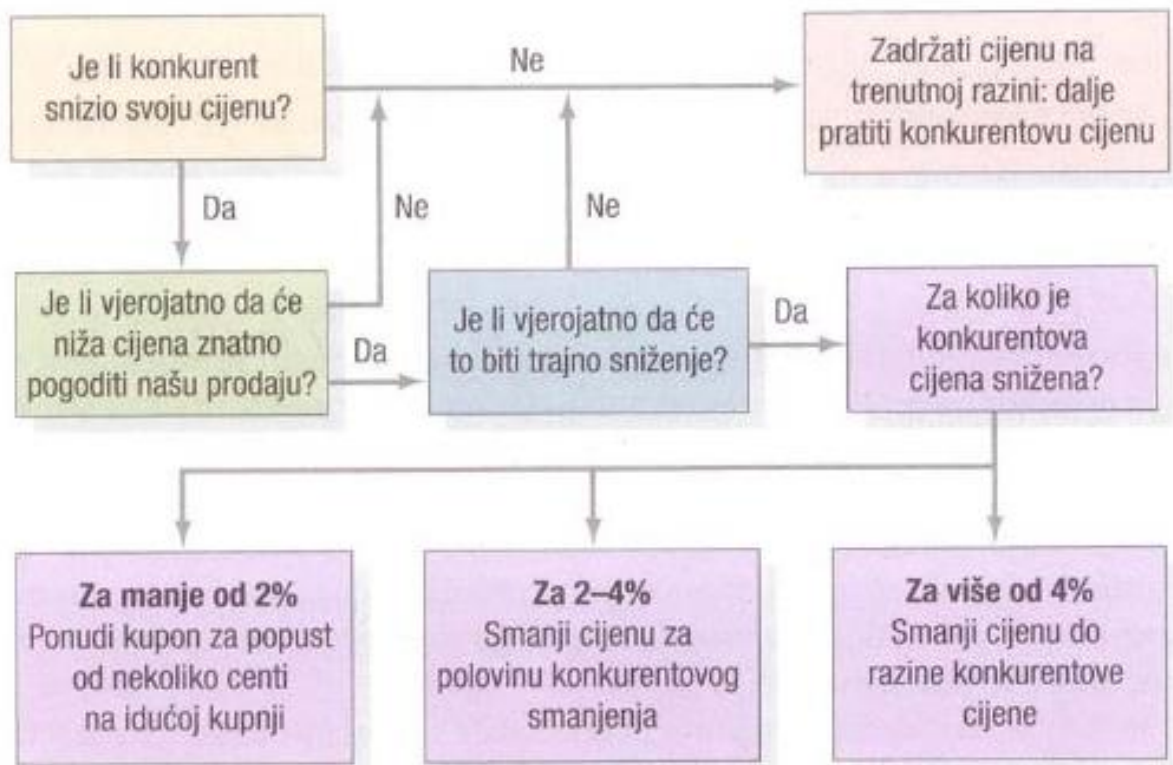 Je li konkurent
snizio svoju cijenu?
Ne
Zadržati cijenu na
trenutnoj razini: dalje
pratiti konkurentovu cijenu
Da
Ne
Ne
Je li vjerojatno da će
niža cijena znatno
pogoditi našu prodaju?
Da
Je li vjerojatno da će
to biti trajno sniženje?
Da
Za koliko je
konkurentova
cijena snižena?
Za manje od 2%
Ponudi kupon za popust
od nekoliko centi
na idućoj kupnji
Za 2–4%
Smanji cijenu za
polovinu konkurentovog
smanjenja
Za više od 4%
Smanji cijenu do
razine konkurentove
cijene